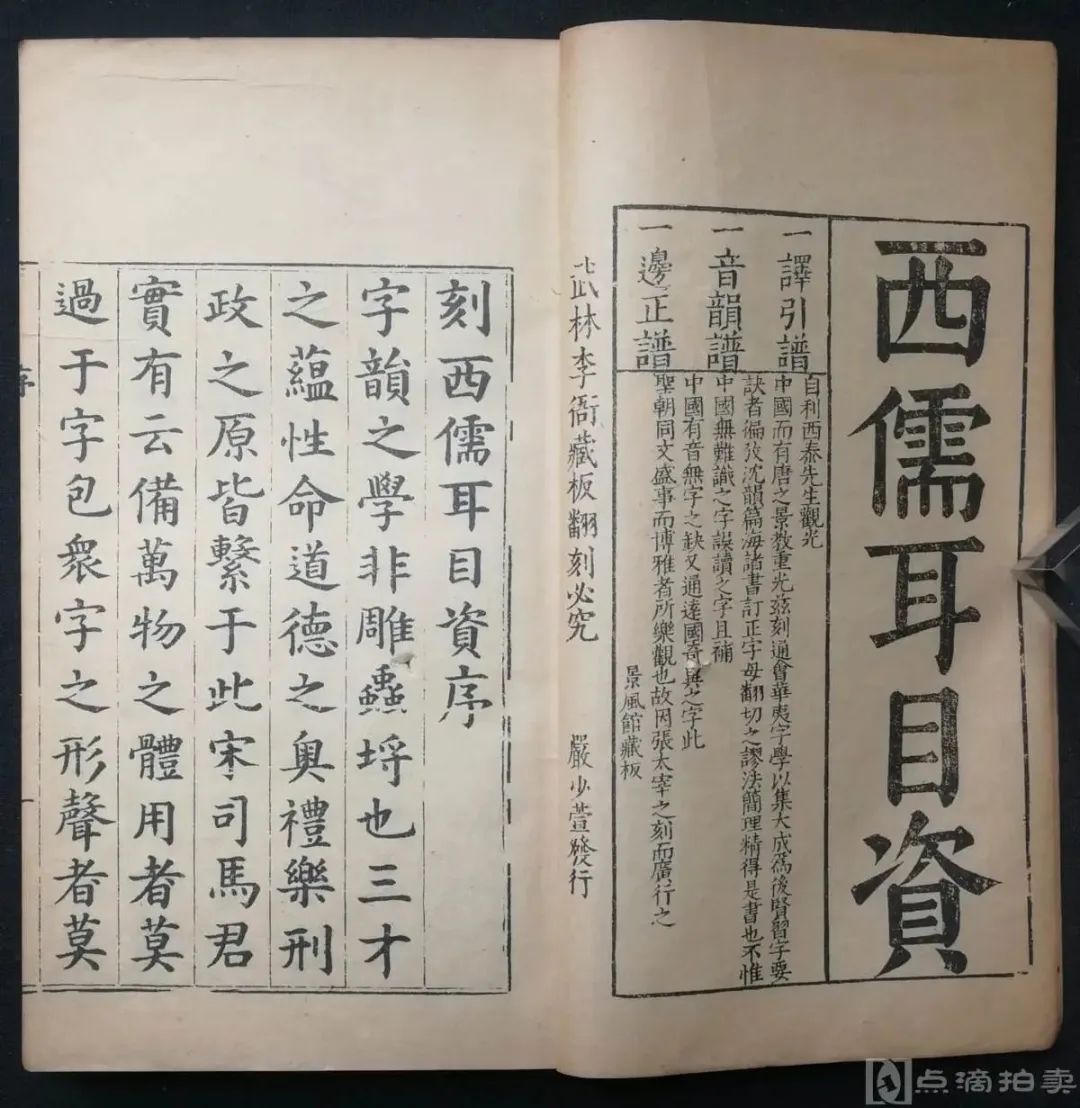 西儒耳目資
一譯引譜
一音韻譜
一邊正譜
自利西泰先生觀光
中國而有唐之景教重光茲刻通會華夷字學以集大成為後賢習字要
訣者徧攷沈韻篇海諸書訂正字母翻切之謬法簡理精得是書也不惟
中國無難識之字誤讀之字且補
中國有音無字之缺又通達國奇異之字此
聖朝同文盛事而博雅者所樂觀也故因張太宰之刻而廣行之
景風館藏板
武林李衙藏板翻刻必究 嚴少萱發行
刻西儒耳目資序
字韻之學非雕蟲埓也三才
之蘊性命道德之奧禮樂刑
政之原皆繫于此宋司馬君
實有云備萬物之體用者莫
過于字包衆字之形聲者莫
序
一
点滴拍卖